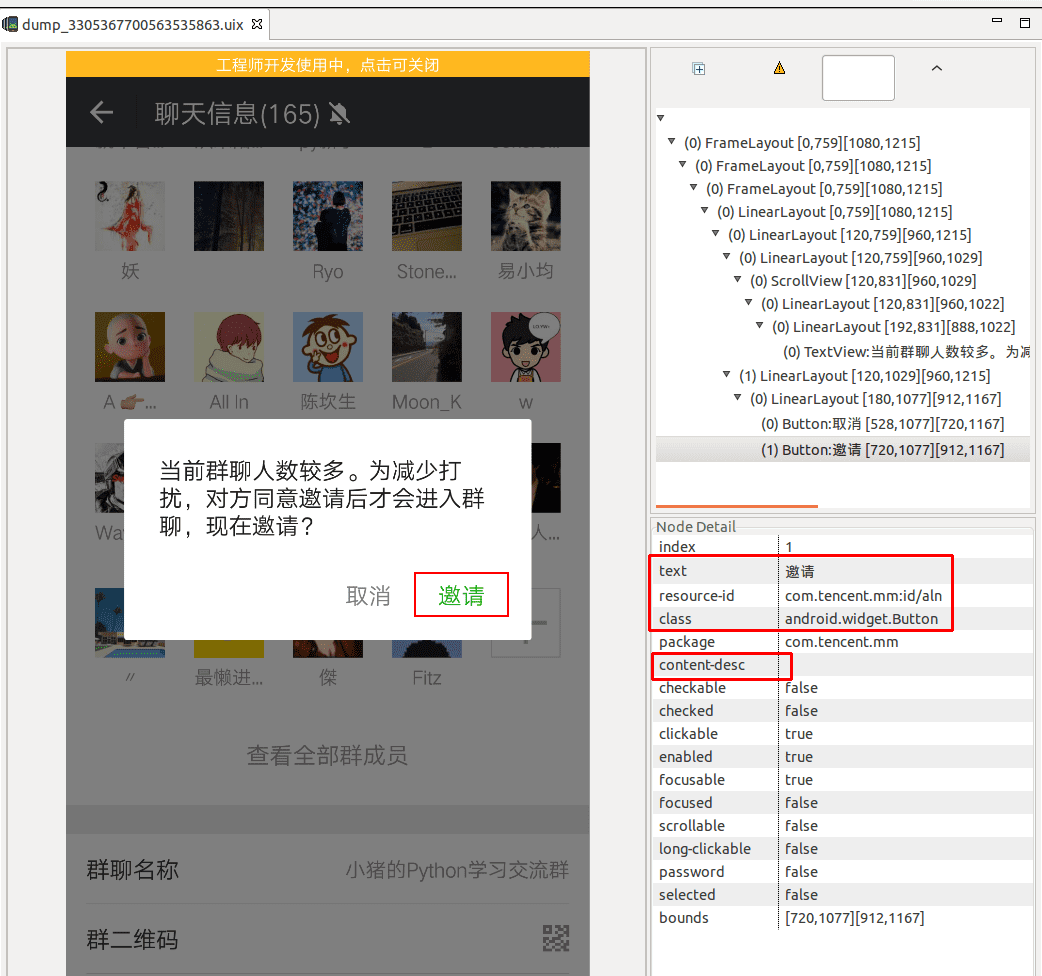 dump_3305367700563535863.uix
工程师开发使用中，点击可关闭
聊天信息(165)
妖
Ryo
Stone...
易小均
A 👉...
All In
陈坎生
Moon_K
w
当前群聊人数较多。为减少打
扰，对方同意邀请后才会进入群
聊，现在邀请？
取消
邀请
人...
//
最懒进...
傑
Fitz
查看全部群成员
群聊名称
小猪的Python学习交流群
群二维码
(0) FrameLayout [0,759][1080,1215]
(0) FrameLayout [0,759][1080,1215]
(0) FrameLayout [0,759][1080,1215]
(0) LinearLayout [0,759][1080,1215]
(0) LinearLayout [120,759][960,1215]
(0) LinearLayout [120,759][960,1029]
(0) ScrollView [120,831][960,1029]
(0) LinearLayout [120,831][960,1022]
(0) LinearLayout [192,831][888,1022]
(0) TextView:当前群聊人数较多。为减
(1) LinearLayout [120,1029][960,1215]
(0) LinearLayout [180,1077][912,1167]
(0) Button:取消 [528,1077][720,1167]
(1) Button:邀请 [720,1077][912,1167]
Node Detail
index 1
text 邀请
resource-id com.tencent.mm:id/aln
class android.widget.Button
package com.tencent.mm
content-desc
checkable false
checked false
clickable true
enabled true
focusable true
focused false
scrollable false
long-clickable false
password false
selected false
bounds [720,1077][912,1167]